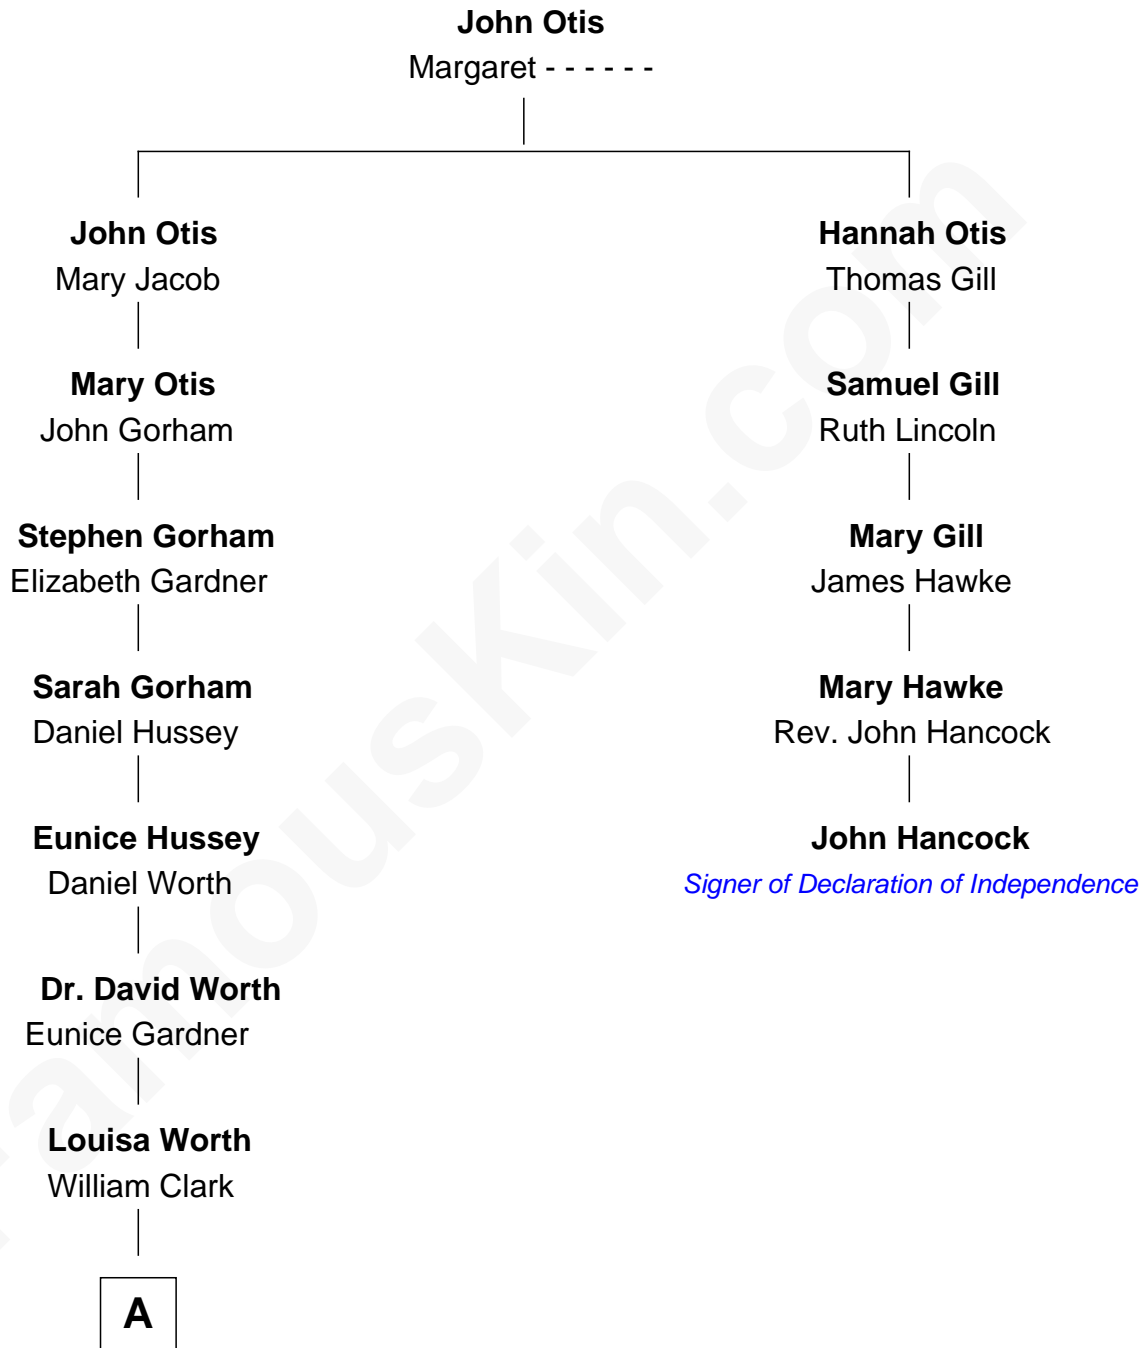 John Otis
Margaret - - - - - -
John Otis
Mary Jacob
Hannah Otis
Thomas Gill
Mary Otis
John Gorham
Samuel Gill
Ruth Lincoln
Stephen Gorham
Elizabeth Gardner
Mary Gill
James Hawke
Sarah Gorham
Daniel Hussey
Mary Hawke
Rev. John Hancock
Eunice Hussey
Daniel Worth
John Hancock
Signer of Declaration of Independence
Dr. David Worth
Eunice Gardner
Louisa Worth
William Clark
A
FamousKin.com